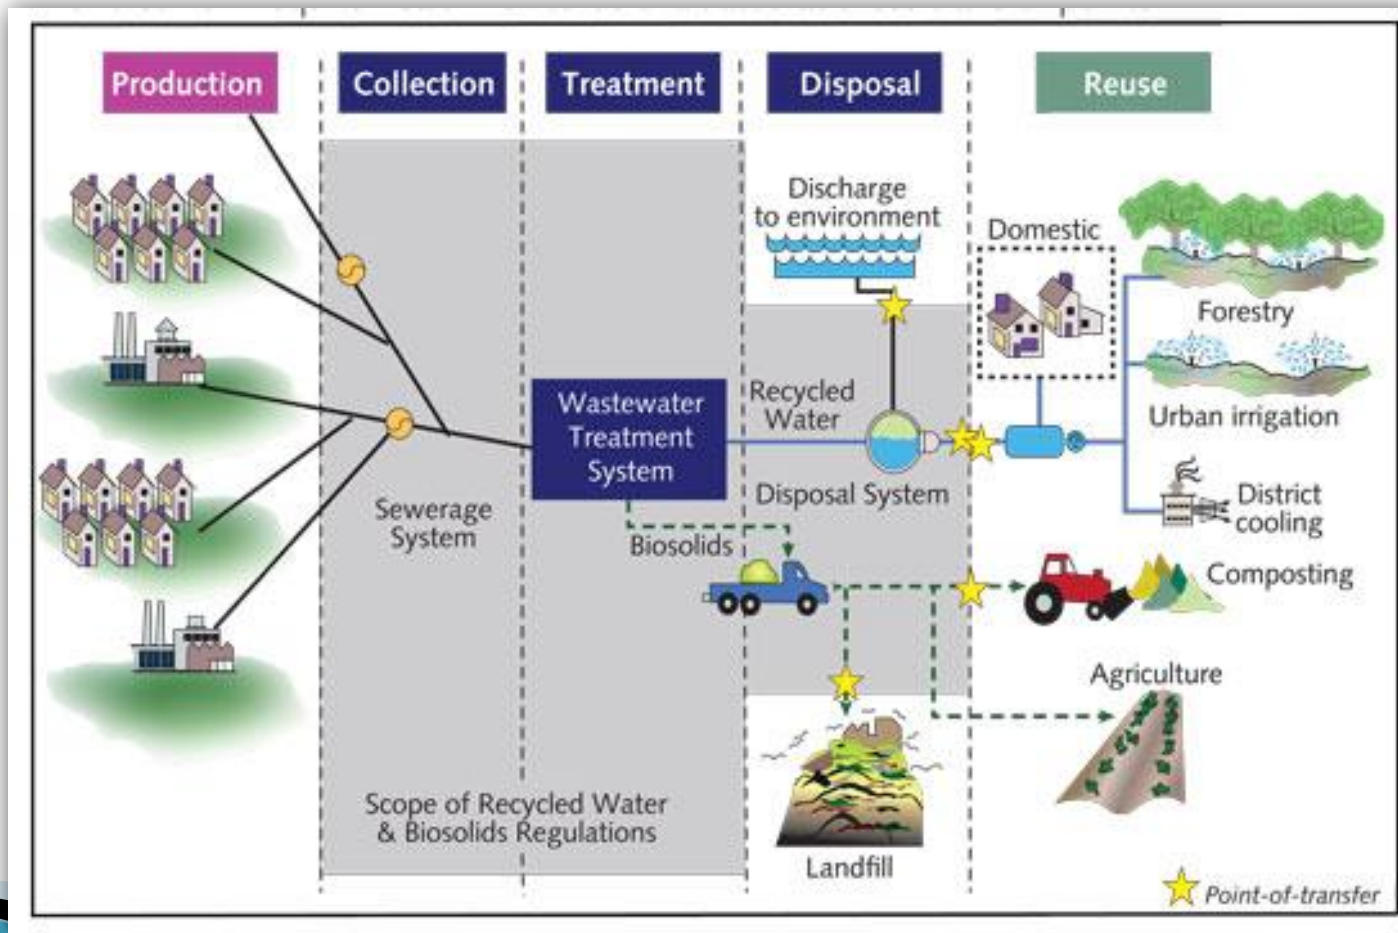 Production
Collection
Treatment
Disposal
Reuse
Discharge
to environment
Domestic
Forestry
Recycled
Water
Urban irrigation
Wastewater
Treatment
System
Disposal System
District
cooling
Sewerage
System
Biosolids
Composting
Agriculture
Scope of Recycled Water
& Biosolids Regulations
Landfill
Point-of-transfer